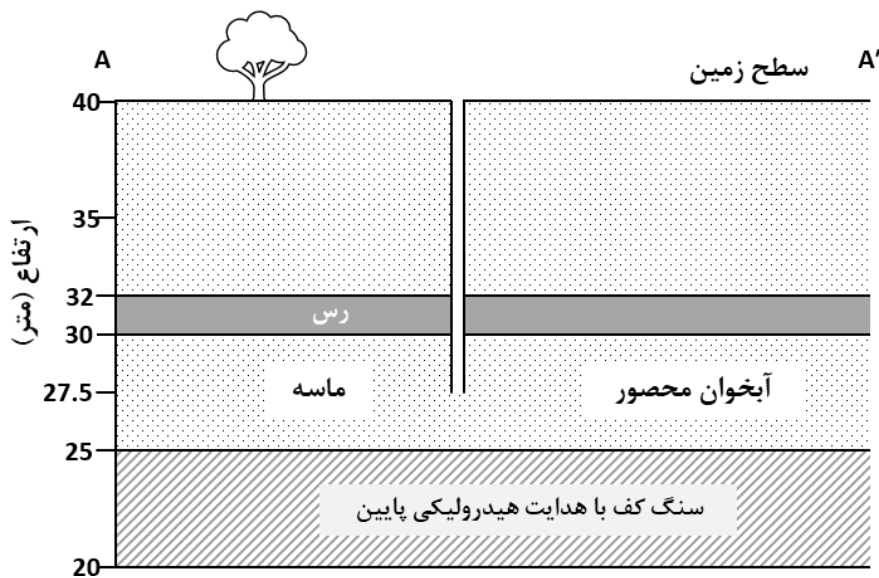 A
سطح زمین
A′
40
35
ارتفاع (متر)
32
رس
30
ماسه
آبخوان محصور
27.5
25
سنگ کف با هدایت هیدرولیکی پایین
20